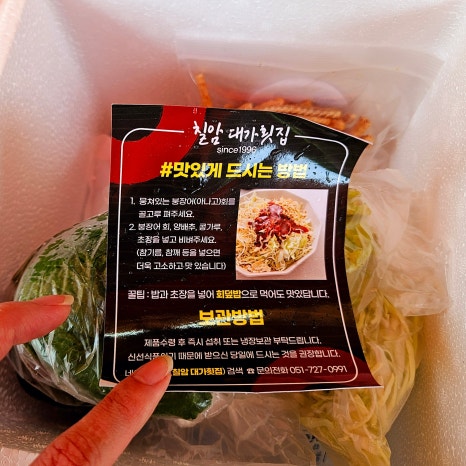 칠암 대가횟집
since1996
#맛있게 드시는 방법
1. 뭉쳐있는 붕장어(아나고)회를
골고루 펴주세요.
2. 붕장어 회, 양배추, 콩가루,
초장을 넣고 비벼주세요.
(참기름, 참깨 등을 넣으면
더욱 고소하고 맛 있습니다)
꿀팁 : 밥과 초장을 넣어 회덮밥으로 먹어도 맛있답니다.
보관방법
제품수령 후 즉시 섭취 또는 냉장보관 부탁드립니다.
신선식품이기 때문에 받으신 당일에 드시는 것을 권장합니다.
칠암 대가횟집) 검색 ☎ 문의전화 051-727-0991